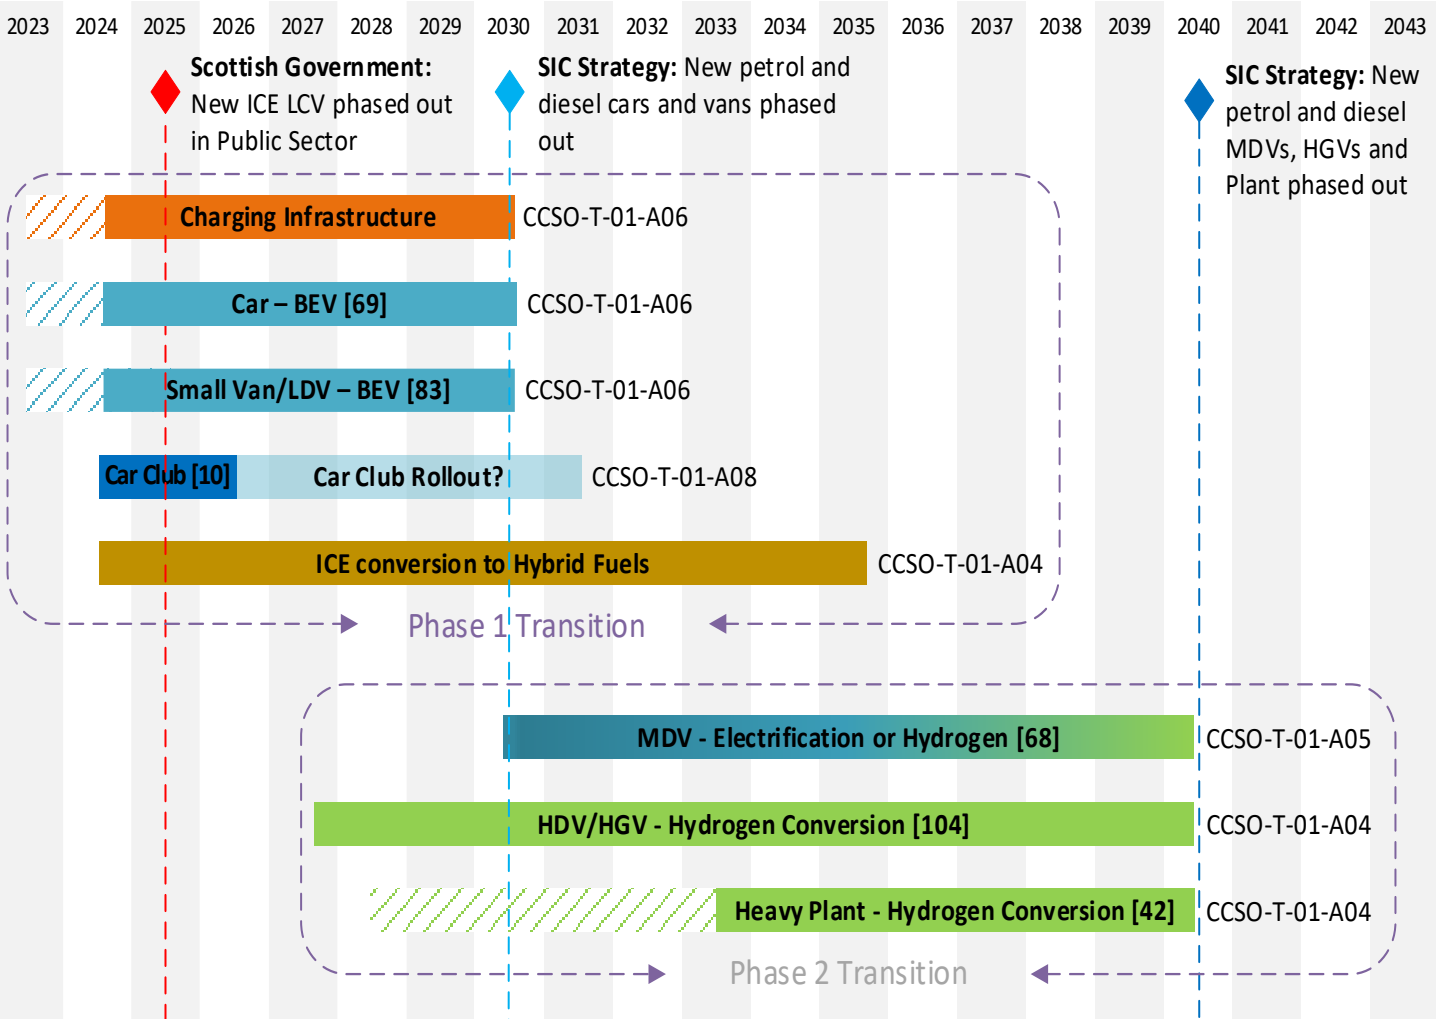 2023 2024 2025 2026 2027 2028 2029 2030 2031 2032 2033 2034 2035 2036 2037 2038 2039 2040 2041 2042 2043
Scottish Government:
New ICE LCV phased out
in Public Sector
SIC Strategy: New petrol and
diesel cars and vans phased
out
SIC Strategy: New
petrol and diesel
MDVs, HGVs and
Plant phased out
Charging Infrastructure CCSO-T-01-A06
Car – BEV [69] CCSO-T-01-A06
Small Van/LDV – BEV [83] CCSO-T-01-A06
Car Club [10] Car Club Rollout? CCSO-T-01-A08
ICE conversion to Hybrid Fuels CCSO-T-01-A04
Phase 1 Transition
MDV - Electrification or Hydrogen [68] CCSO-T-01-A05
HDV/HGV - Hydrogen Conversion [104] CCSO-T-01-A04
Heavy Plant - Hydrogen Conversion [42] CCSO-T-01-A04
Phase 2 Transition